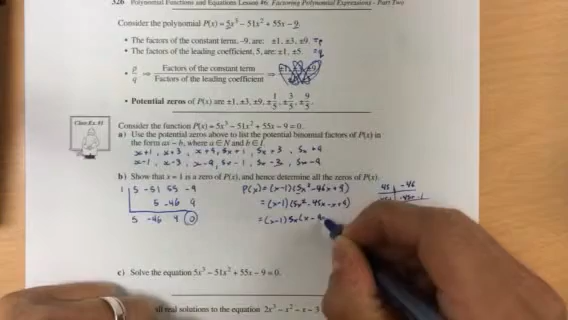 326 Polynomial Functions and Equations Lesson #6: Factoring Polynomial Expressions - Part Two
Consider the polynomial P(x) = 5x³ − 51x² + 55x − 9.
• The factors of the constant term, -9, are: ±1, ±3, ±9. = p
• The factors of the leading coefficient, 5, are: ±1, ±5. = q
• p/q ⇒ Factors of the constant term / Factors of the leading coefficient ⇒
• Potential zeros of P(x) are ±1, ±3, ±9, ±1/5, ±3/5, ±9/5.
Class Ex. #1
Consider the function P(x) = 5x³ − 51x² + 55x − 9 = 0.
a) Use the potential zeros above to list the potential binomial factors of P(x) in
the form ax − b, where a ∈ N and b ∈ I.
x+1, x+3, x+9, 5x+1, 5x+3, 5x+9
x-1, x-3, x-9, 5x-1, 5x-3, 5x-9
b) Show that x = 1 is a zero of P(x), and hence determine all the zeros of P(x).
1 | 5 -51 55 -9 P(x) = (x-1)(5x²-46x+9) 45 -46
5 -46 9 = (x-1)(5x²-45x-x+9)
5 -46 9 0 = (x-1) 5x(x-9
c) Solve the equation 5x³ − 51x² + 55x − 9 = 0.
all real solutions to the equation 2x³ − x² − x − 3